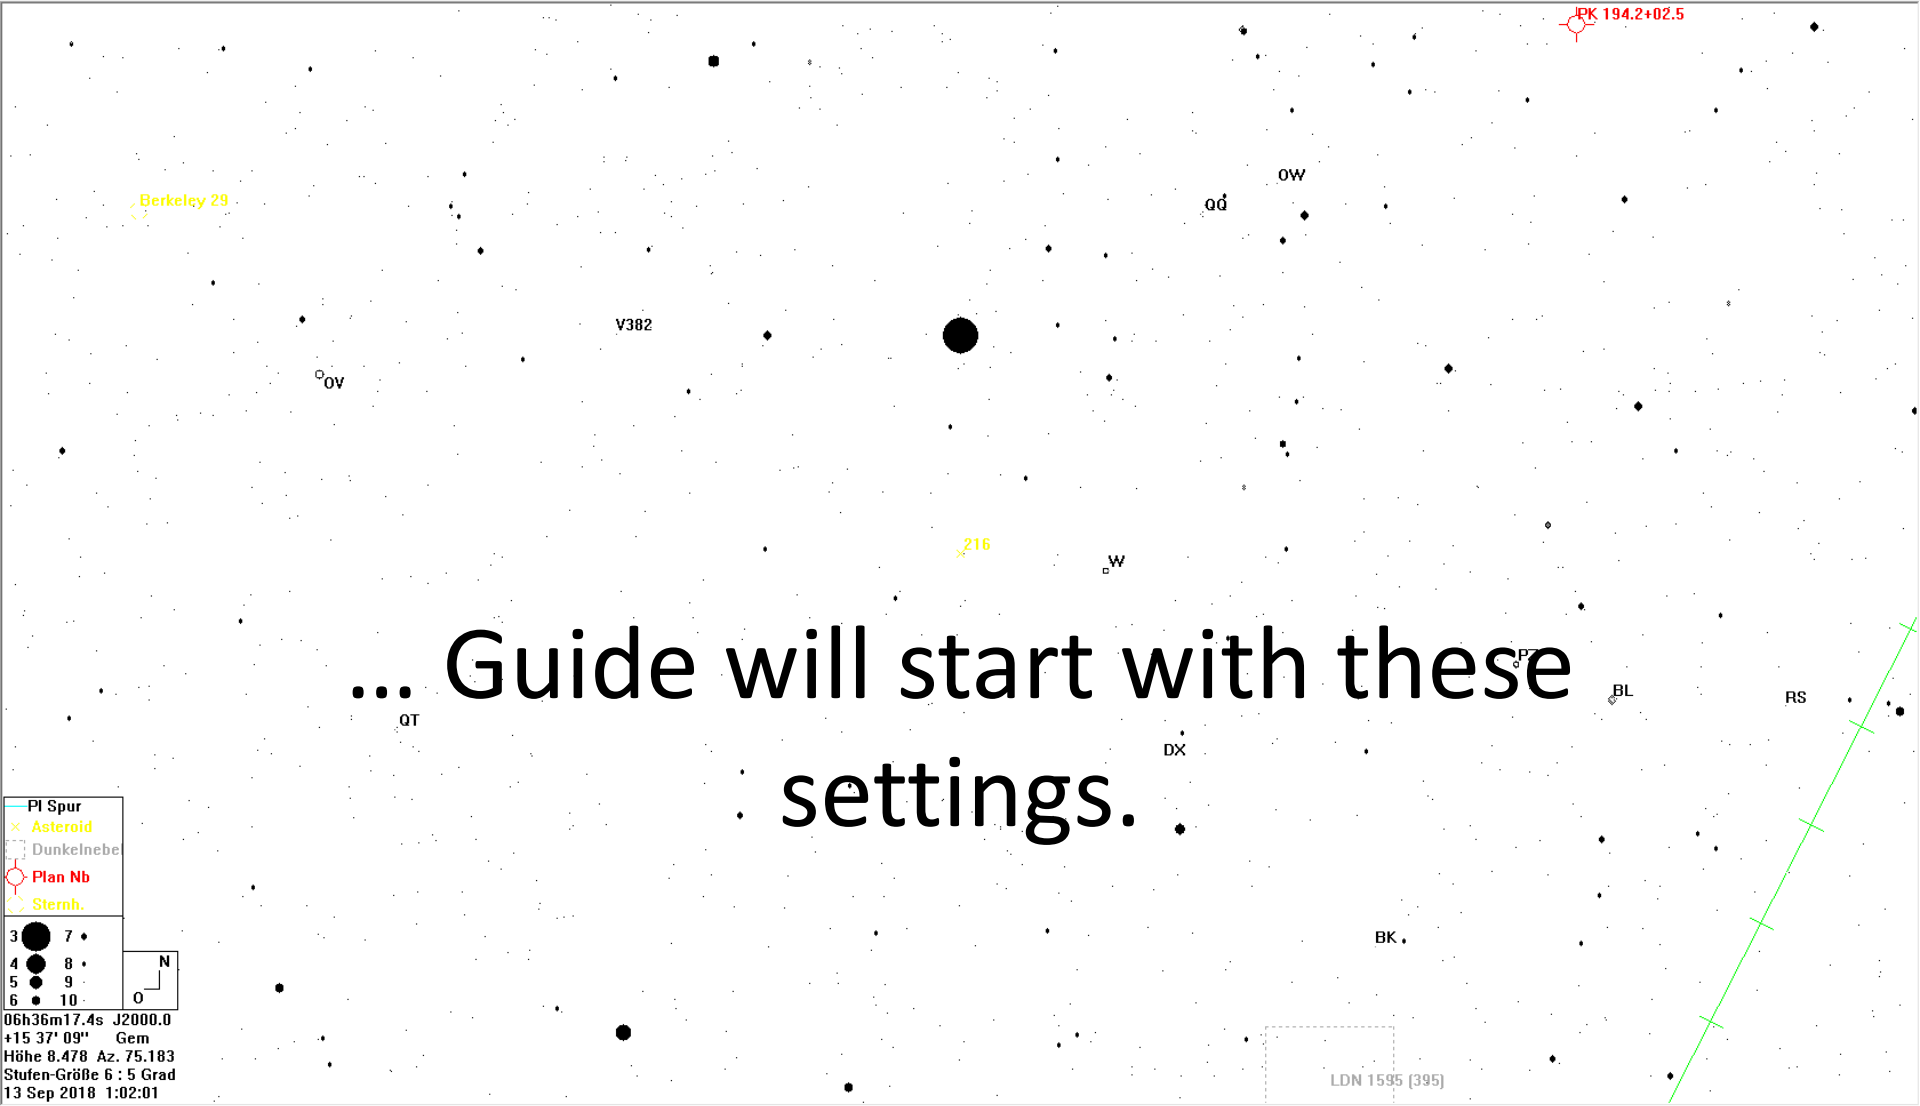 PK 194.2+02.5
OW
Berkeley 29
QQ
V382
OV
216
W
... Guide will start with these
settings.
PZ
BL
RS
QT
DX
Pl Spur
Asteroid
Dunkelnebel
Plan Nb
Sternh.
3 7
4 8
5 9
6 10
N
O
BK
06h36m17.4s J2000.0
+15 37' 09" Gem
Höhe 8.478 Az. 75.183
Stufen-Größe 6 : 5 Grad
13 Sep 2018 1:02:01
LDN 1595 (395)